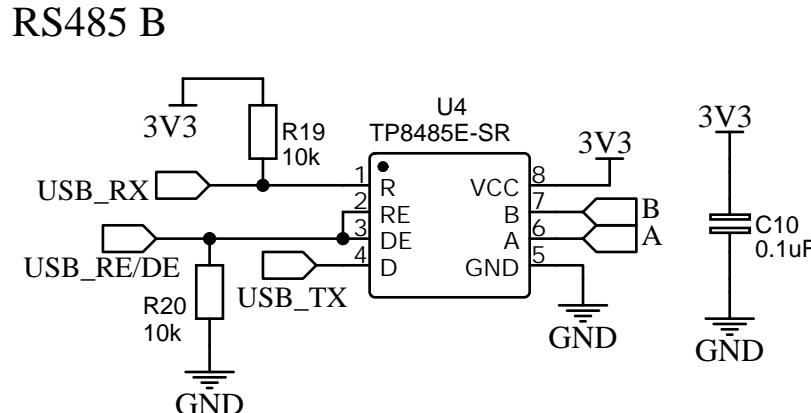 RS485 B
3V3
R19
10k
U4
TP8485E-SR
3V3
3V3
USB_RX
1
R
VCC
8
2
RE
B
7
B
USB_RE/DE
3
DE
A
6
A
USB_TX
4
D
GND
5
R20
10k
GND
GND
C10
0.1uF
GND